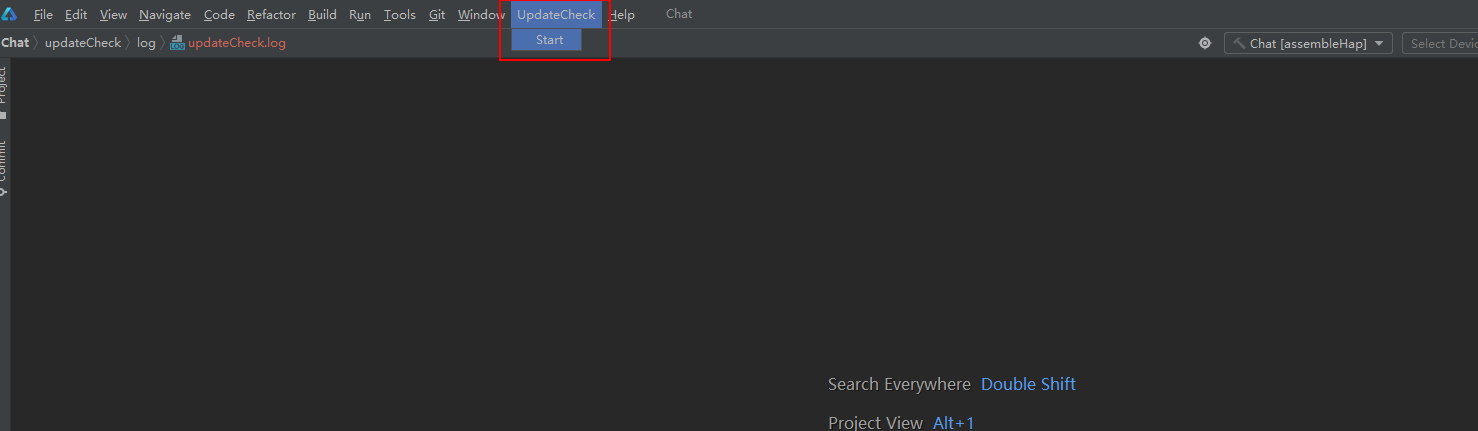 File Edit View Navigate Code Refactor Build Run Tools Git Window UpdateCheck Help Chat
Start
Chat updateCheck log updateCheck.log Chat [assembleHap] Select Devic
Project
Commit
Search Everywhere Double Shift
Project View Alt+1